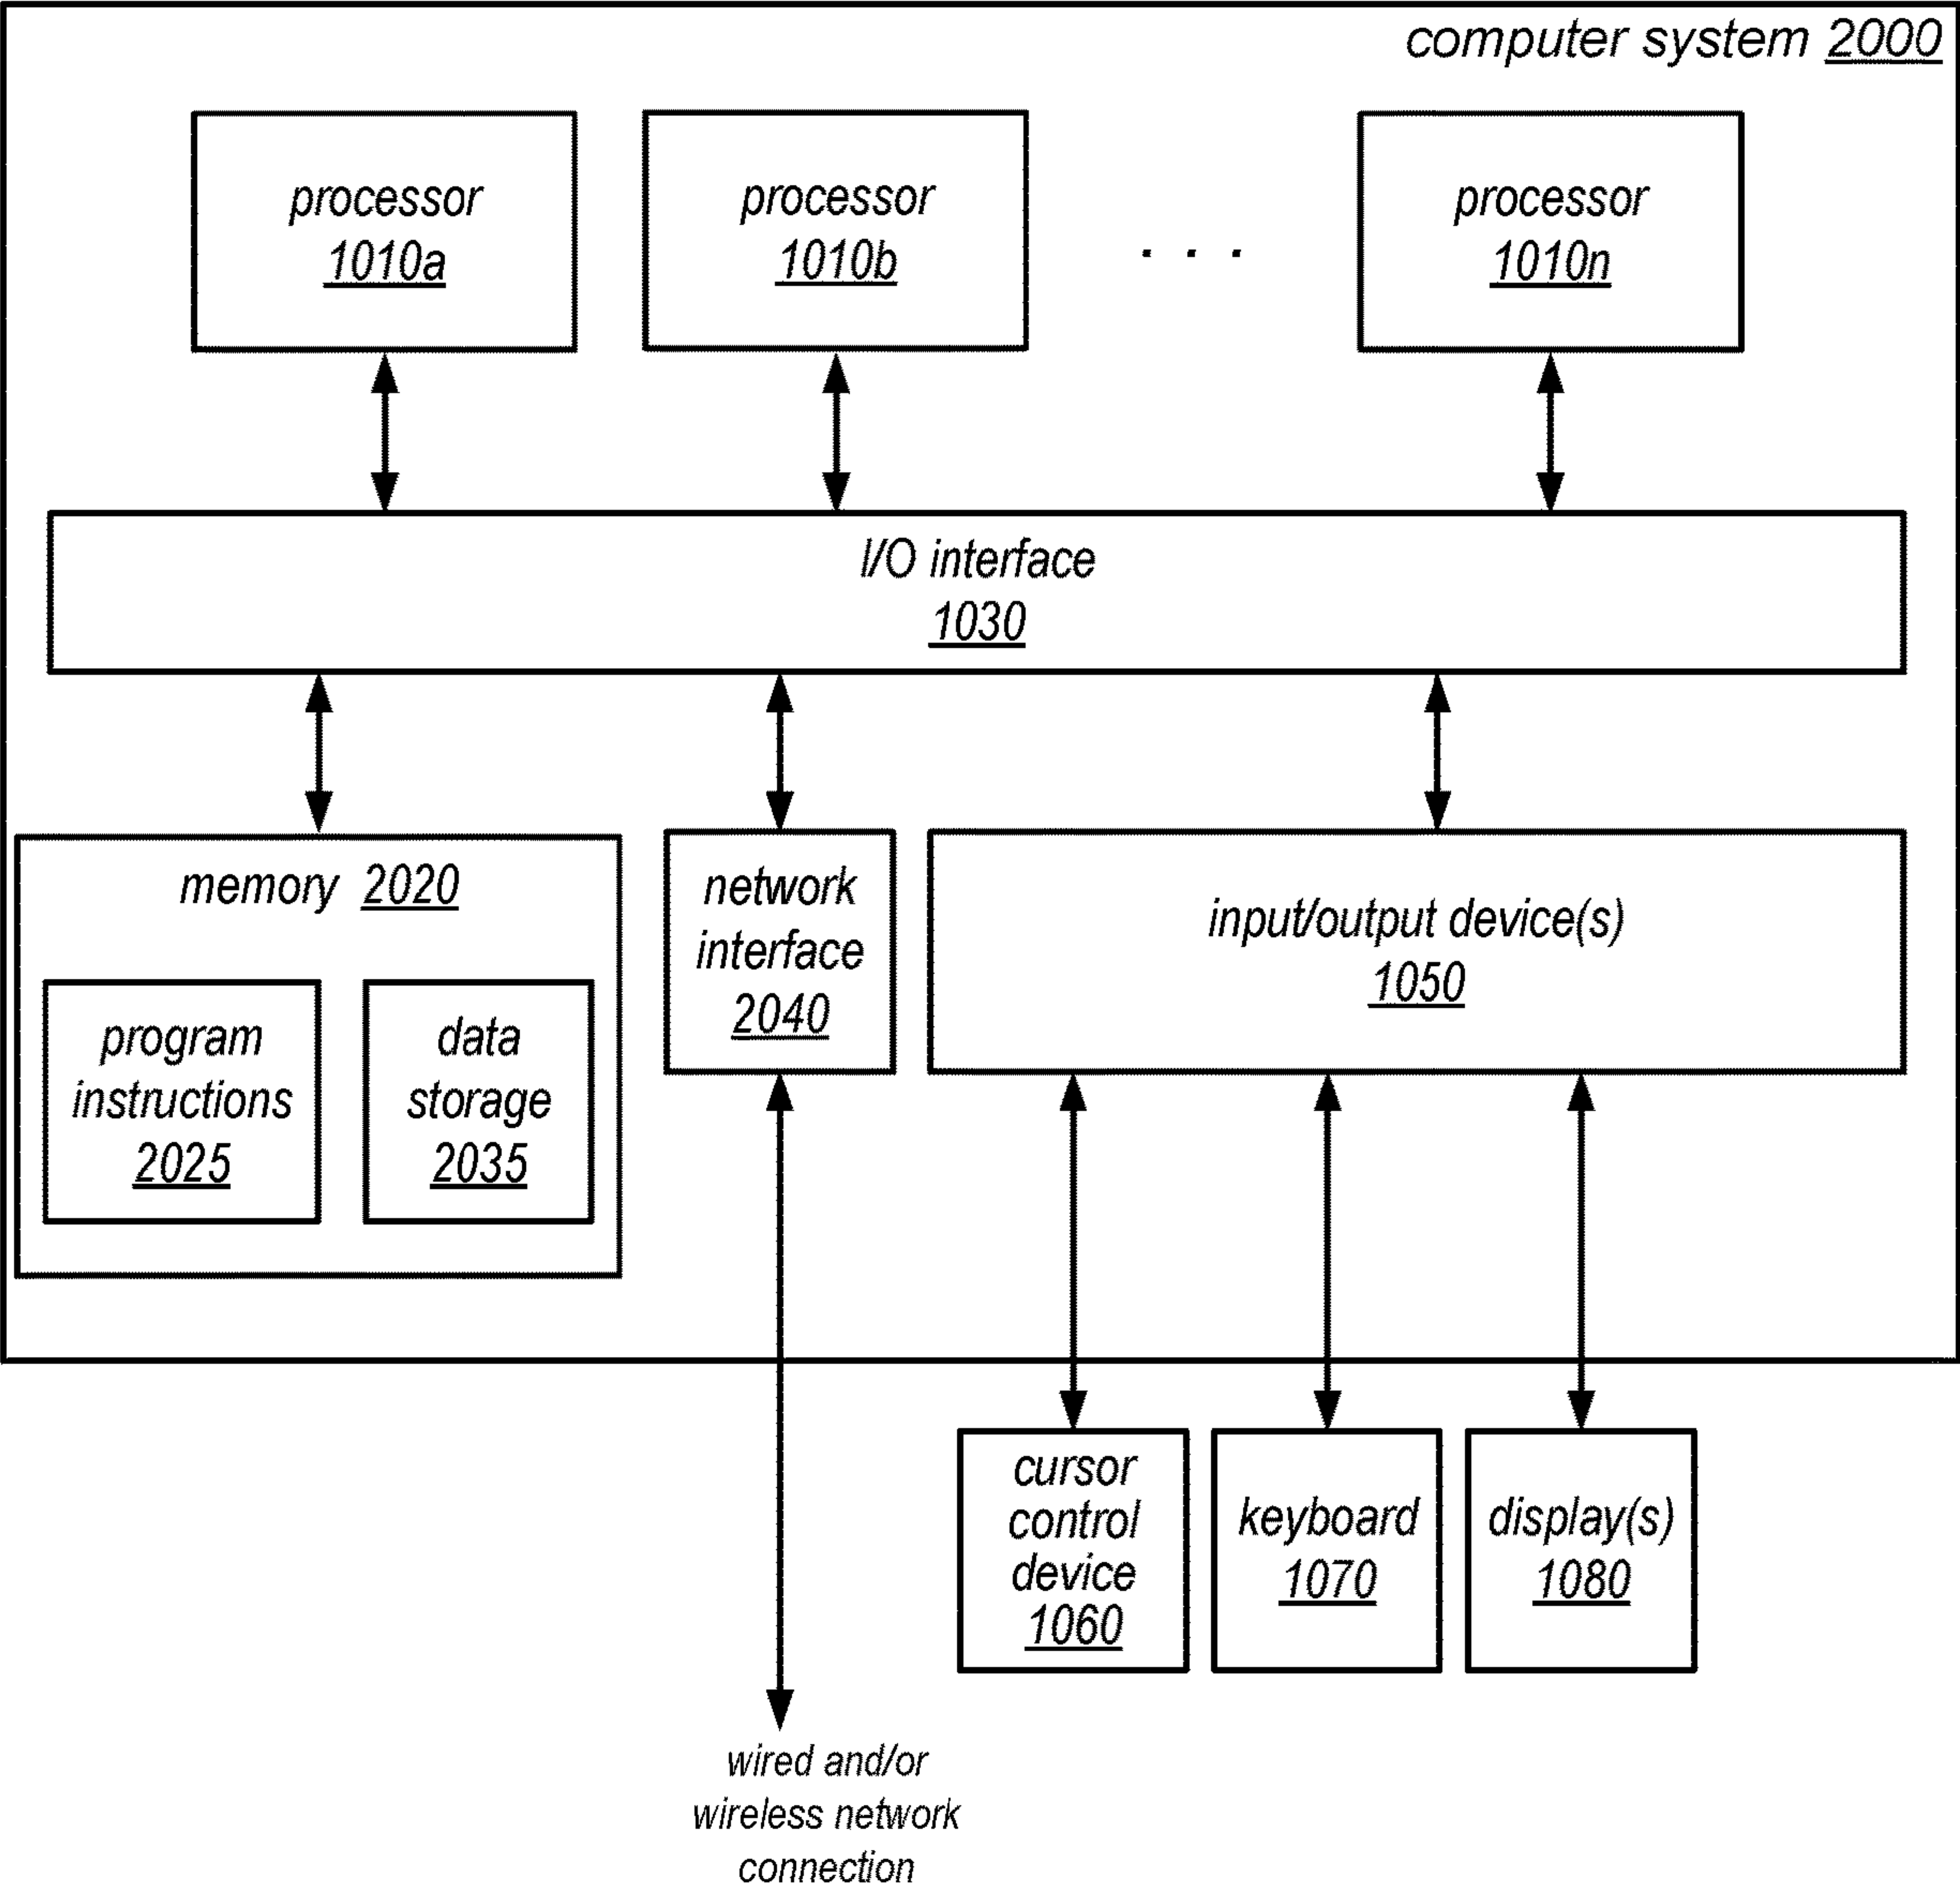 computer system 2000
processor
1010a
processor
1010b
. . .
processor
1010n
I/O interface
1030
memory 2020
program
instructions
2025
data
storage
2035
network
interface
2040
input/output device(s)
1050
cursor
control
device
1060
keyboard
1070
display(s)
1080
wired and/or
wireless network
connection